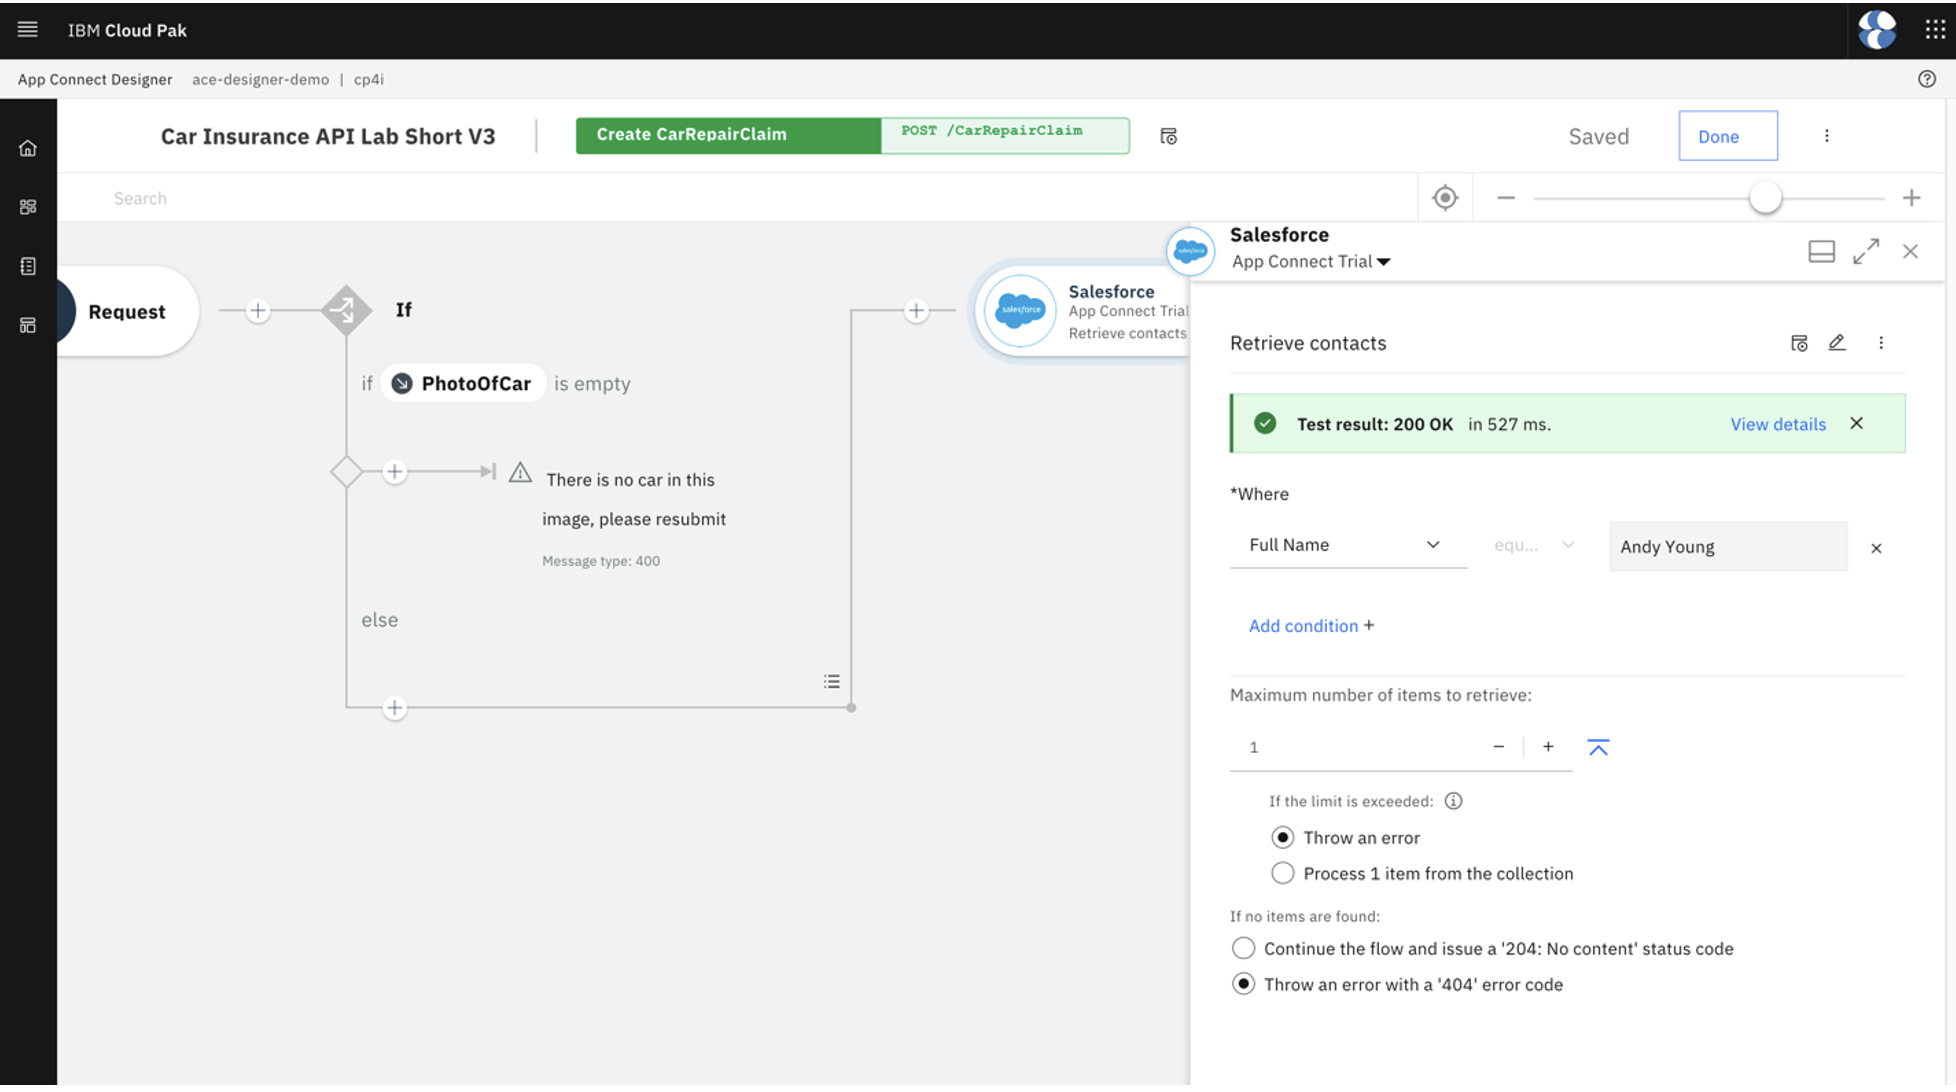 IBM Cloud Pak
App Connect Designer ace-designer-demo | cp4i
Car Insurance API Lab Short V3
Create CarRepairClaim POST /CarRepairClaim
Saved
Done
Search
Request
If
if PhotoOfCar is empty
There is no car in this
image, please resubmit
Message type: 400
else
salesforce
Salesforce
App Connect Trial
Retrieve contacts
salesforce
Salesforce
App Connect Trial
Retrieve contacts
Test result: 200 OK in 527 ms. View details
*Where
Full Name equ... Andy Young
Add condition +
Maximum number of items to retrieve:
1
If the limit is exceeded:
Throw an error
Process 1 item from the collection
If no items are found:
Continue the flow and issue a '204: No content' status code
Throw an error with a '404' error code